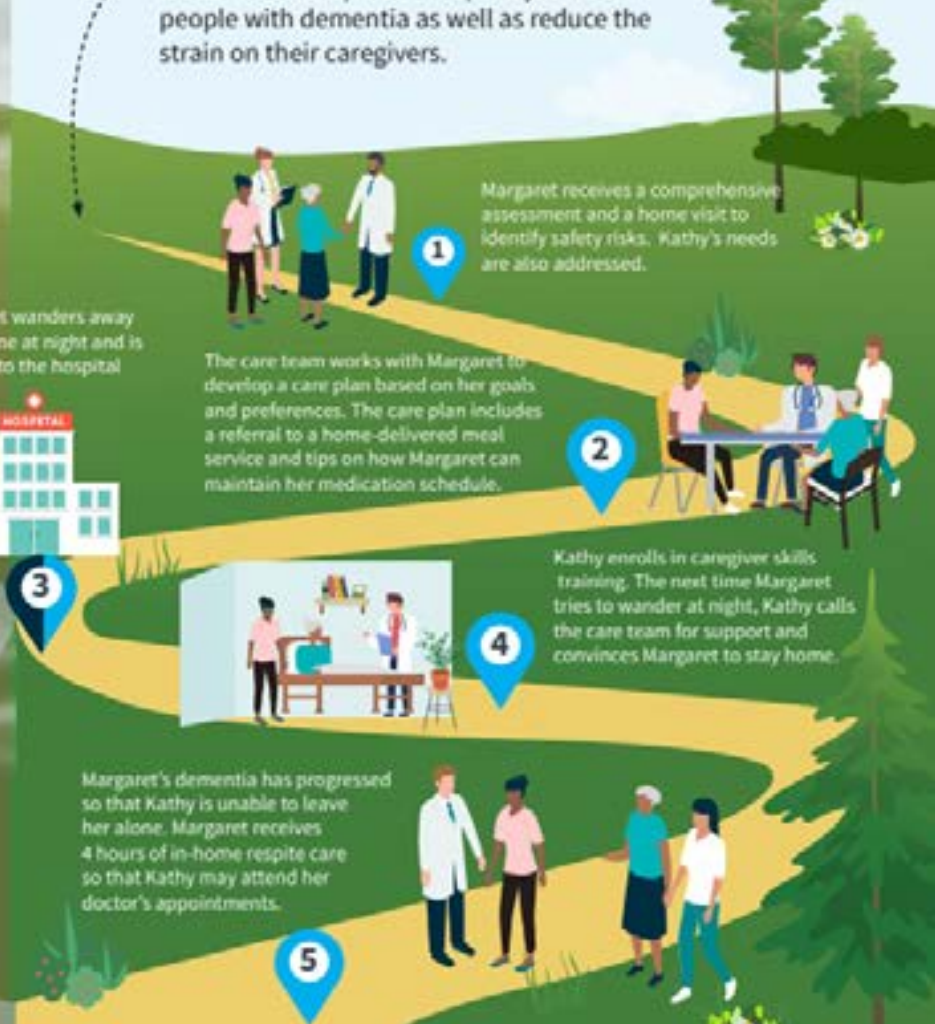 people with dementia as well as reduce the
strain on their caregivers.
1
Margaret receives a comprehensive
assessment and a home visit to
identify safety risks. Kathy's needs
are also addressed.
wanders away
at night and is
to the hospital
HOSPITAL
3
The care team works with Margaret to
develop a care plan based on her goals
and preferences. The care plan includes
a referral to a home-delivered meal
service and tips on how Margaret can
maintain her medication schedule.
2
4
Kathy enrolls in caregiver skills
training. The next time Margaret
tries to wander at night, Kathy calls
the care team for support and
convinces Margaret to stay home.
Margaret's dementia has progressed
so that Kathy is unable to leave
her alone. Margaret receives
4 hours of in-home respite care
so that Kathy may attend her
doctor's appointments.
5